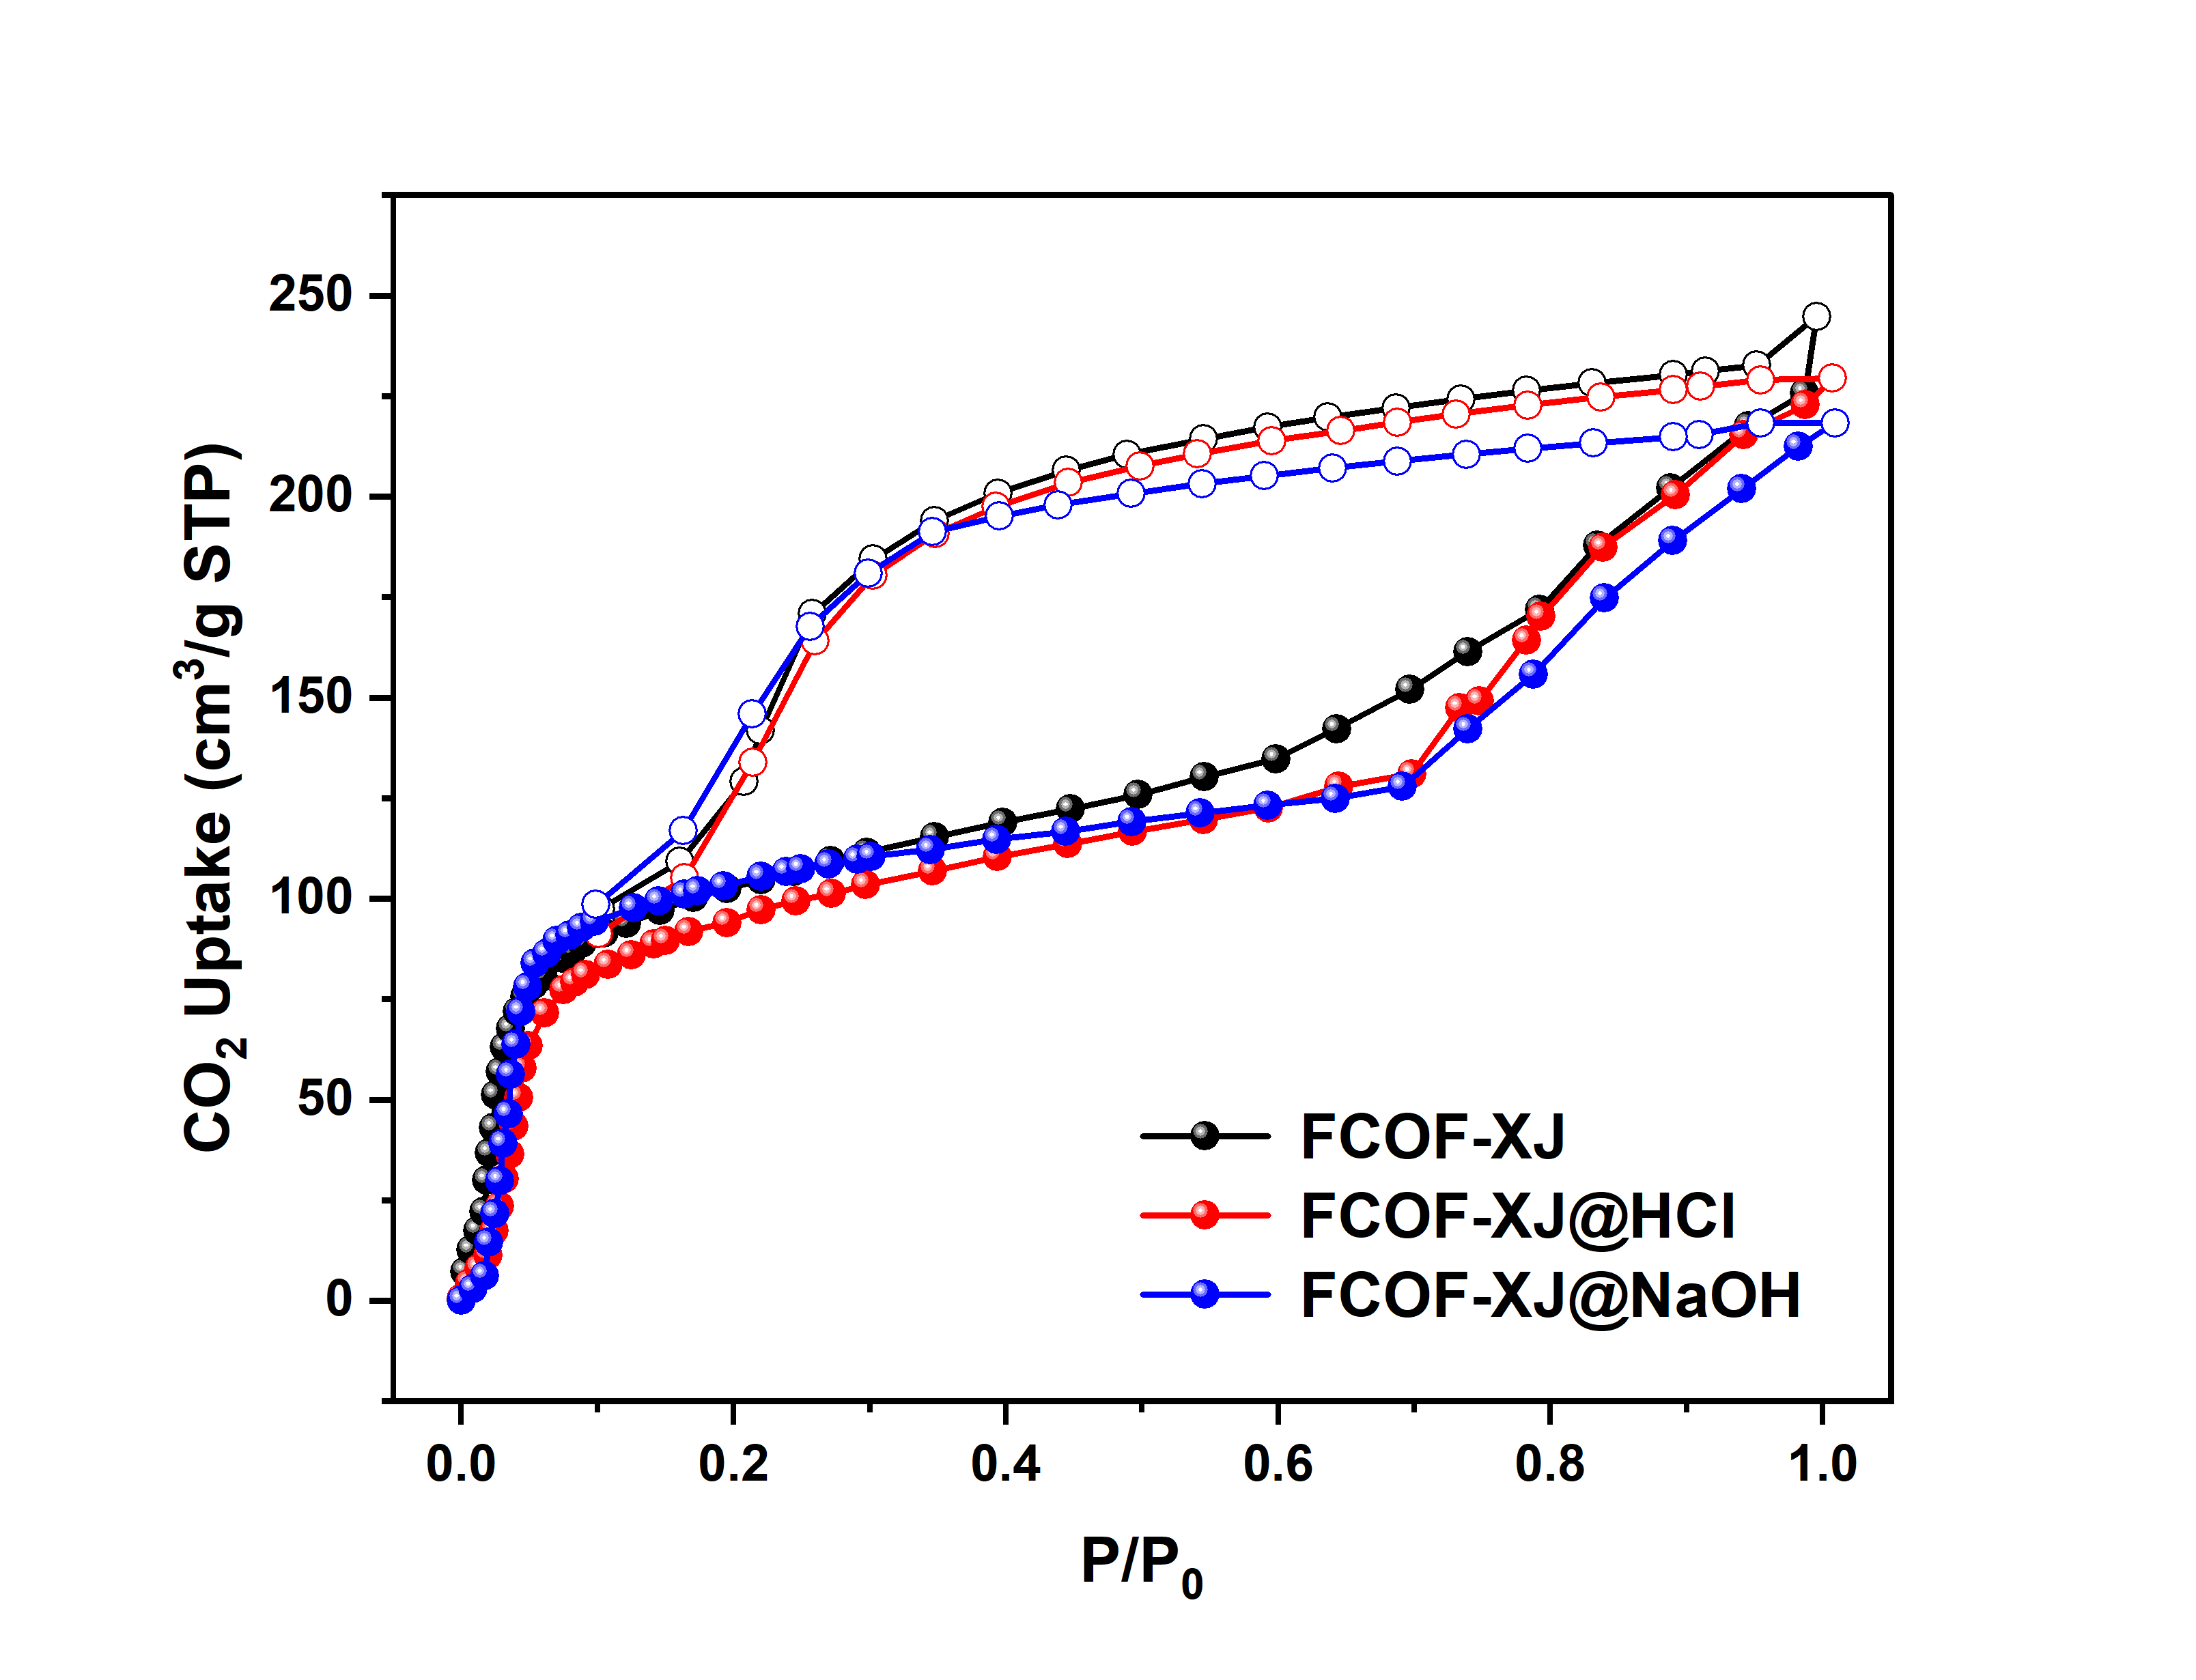 CO₂ Uptake (cm³/g STP)
250
200
150
100
50
0
FCOF-XJ
FCOF-XJ@HCl
FCOF-XJ@NaOH
0.0 0.2 0.4 0.6 0.8 1.0
P/P₀